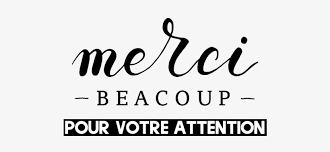 merci
– BEACOUP –
POUR VOTRE ATTENTION